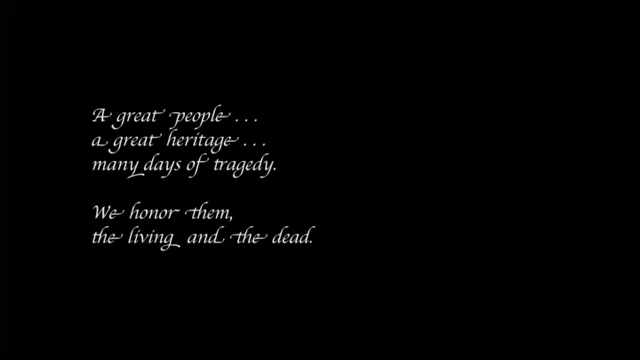 A great people . . .
a great heritage . . .
many days of tragedy.
We honor them,
the living and the dead.